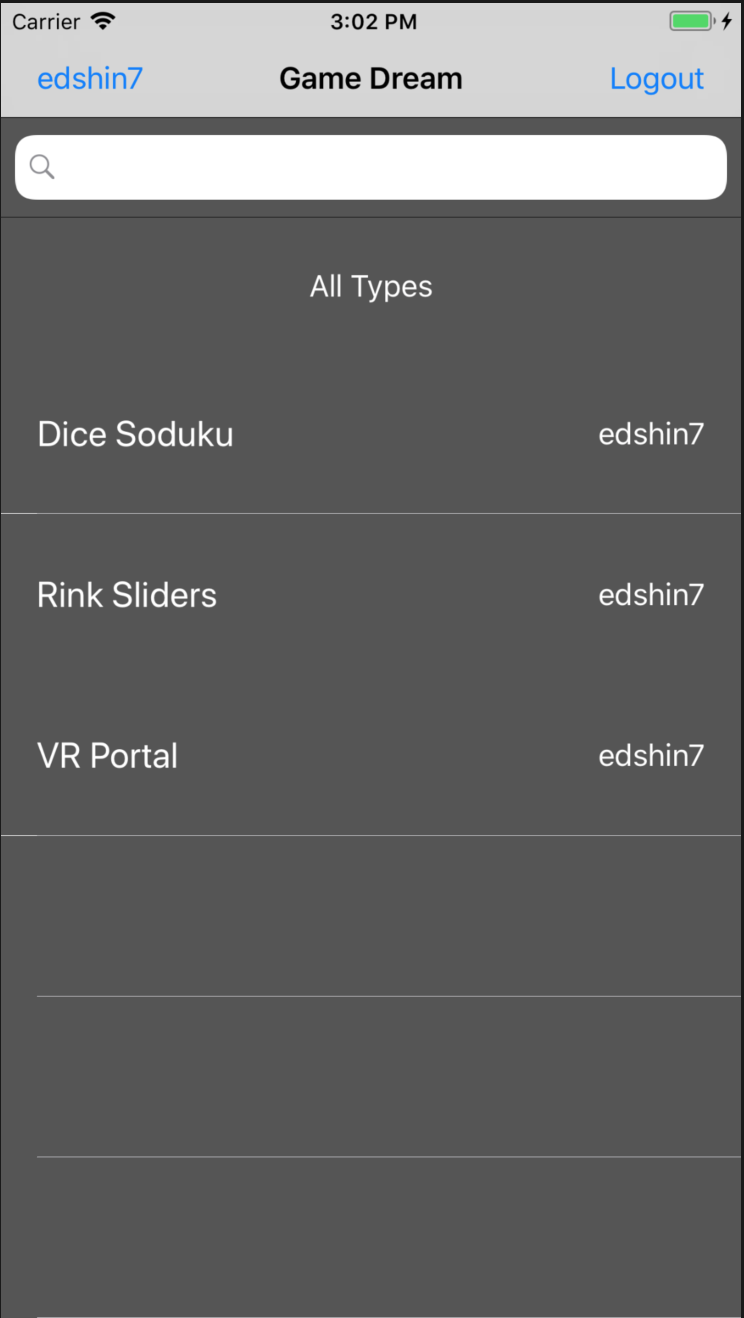 Carrier 3:02 PM
edshin7 Game Dream Logout
All Types
Dice Soduku edshin7
Rink Sliders edshin7
VR Portal edshin7